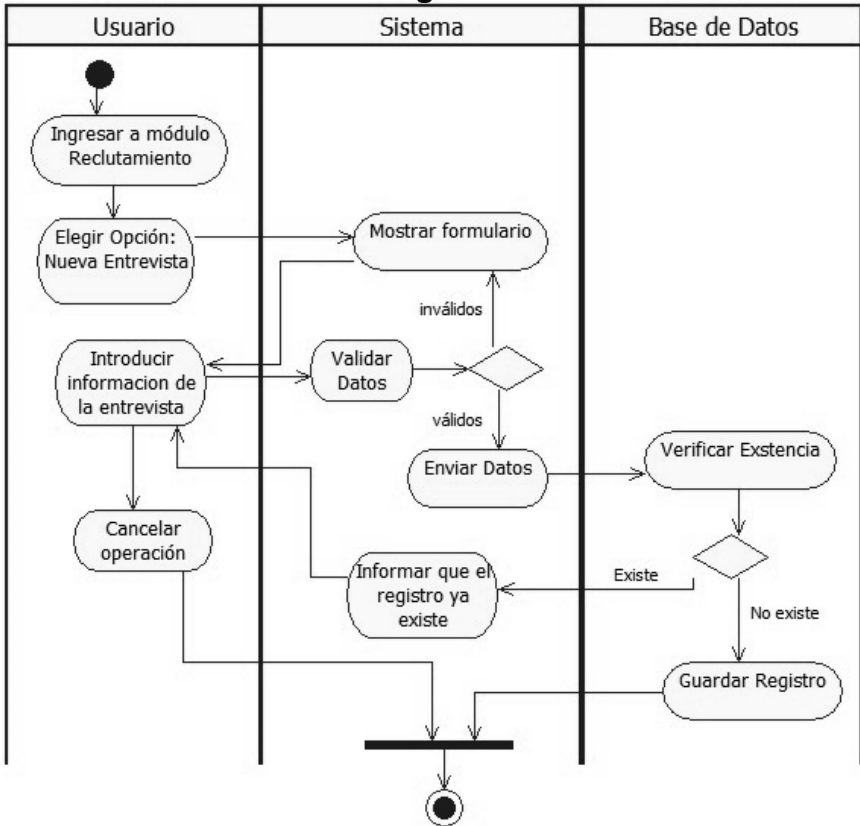 Usuario
Sistema
Base de Datos
Ingresar a módulo
Reclutamiento
Elegir Opción:
Nueva Entrevista
Mostrar formulario
inválidos
Introducir
informacion de
la entrevista
Validar
Datos
válidos
Enviar Datos
Verificar Exstencia
Cancelar
operación
Informar que el
registro ya
existe
Existe
No existe
Guardar Registro